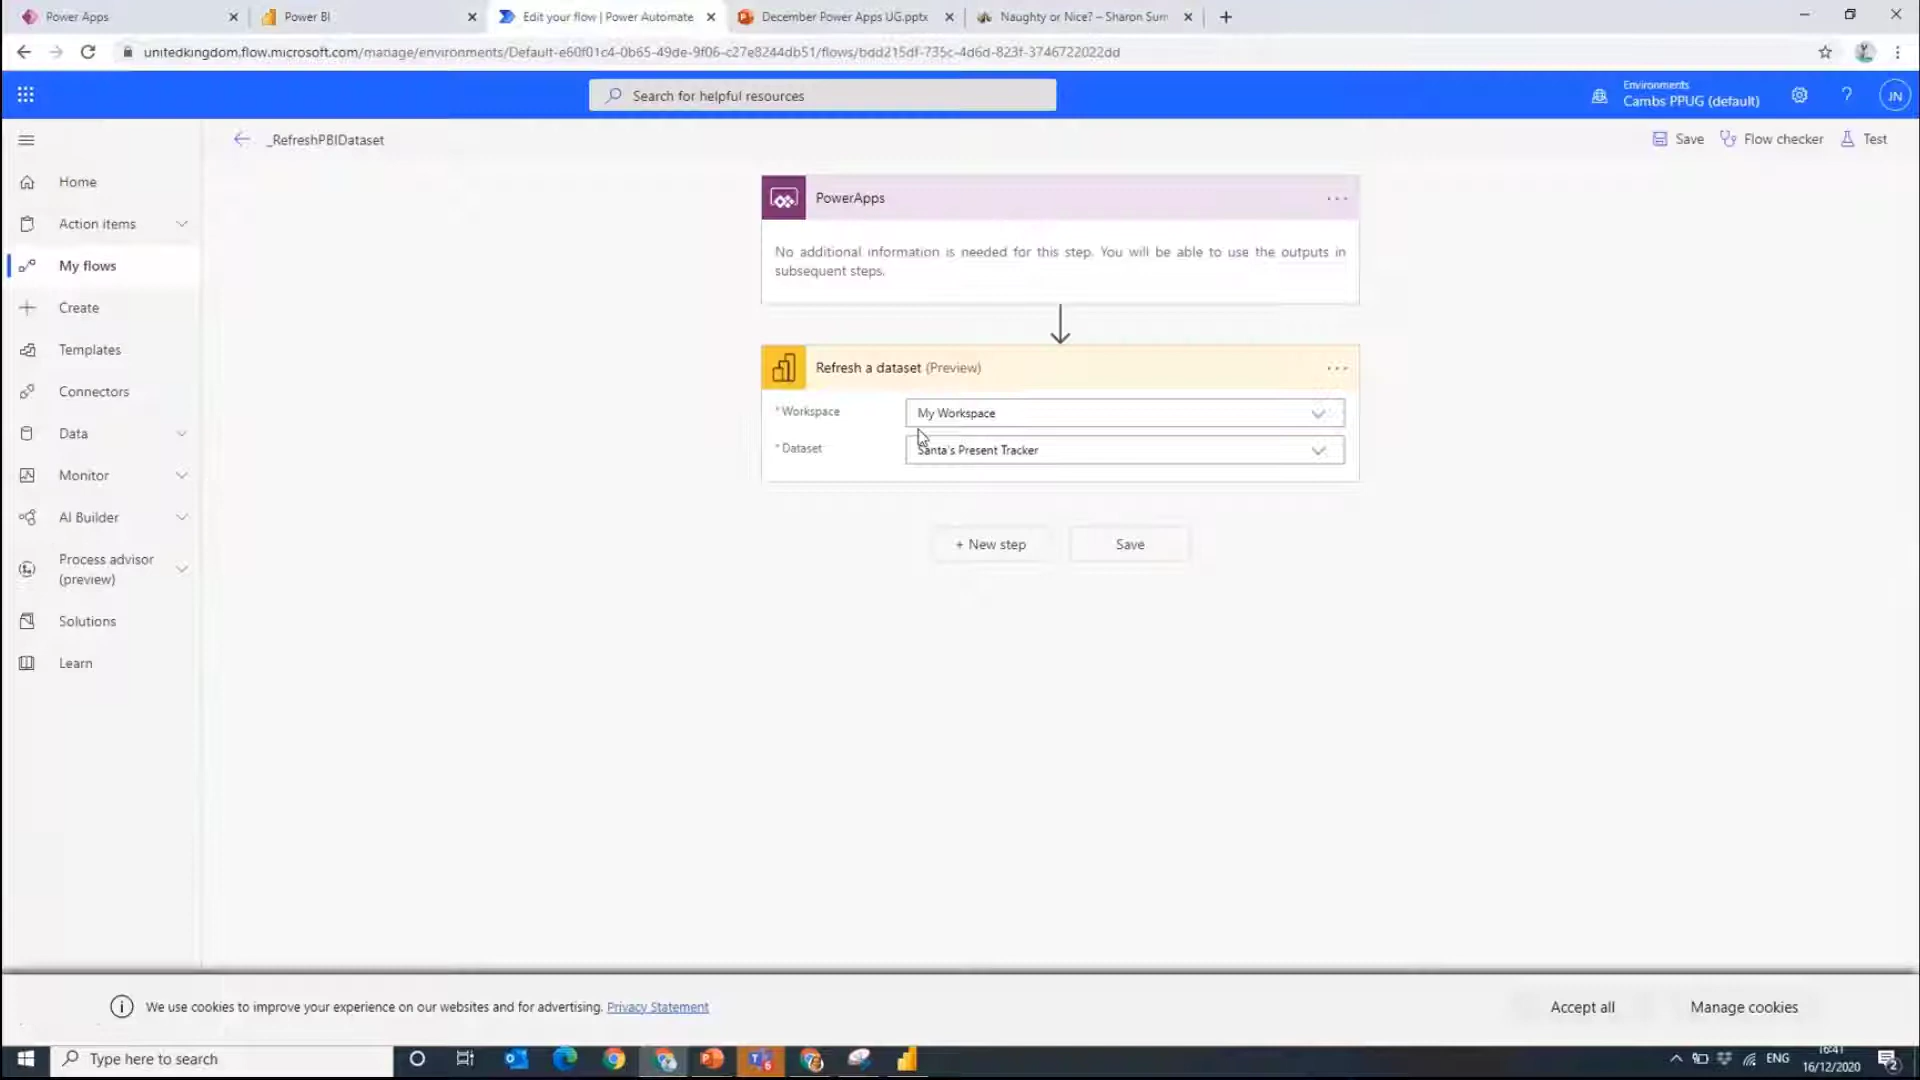 Power Apps
Power BI
Edit your flow | Power Automate
December Power Apps UG.pptx
Naughty or Nice? – Sharon Sum
unitedkingdom.flow.microsoft.com/manage/environments/Default-e60f01c4-0b65-49de-9f06-c27e8244db51/flows/bdd215df-735c-4d6d-823f-3746722022dd
Search for helpful resources
Environments
Cambs PPUG (default)
?
JN
_RefreshPBIDataset
Save
Flow checker
Test
Home
Action items
My flows
Create
Templates
Connectors
Data
Monitor
AI Builder
Process advisor
(preview)
Solutions
Learn
PowerApps
No additional information is needed for this step. You will be able to use the outputs in
subsequent steps.
Refresh a dataset (Preview)
* Workspace
My Workspace
* Dataset
Santa's Present Tracker
+ New step
Save
We use cookies to improve your experience on our websites and for advertising. Privacy Statement
Accept all
Manage cookies
Type here to search
ENG
16:41
16/12/2020
2